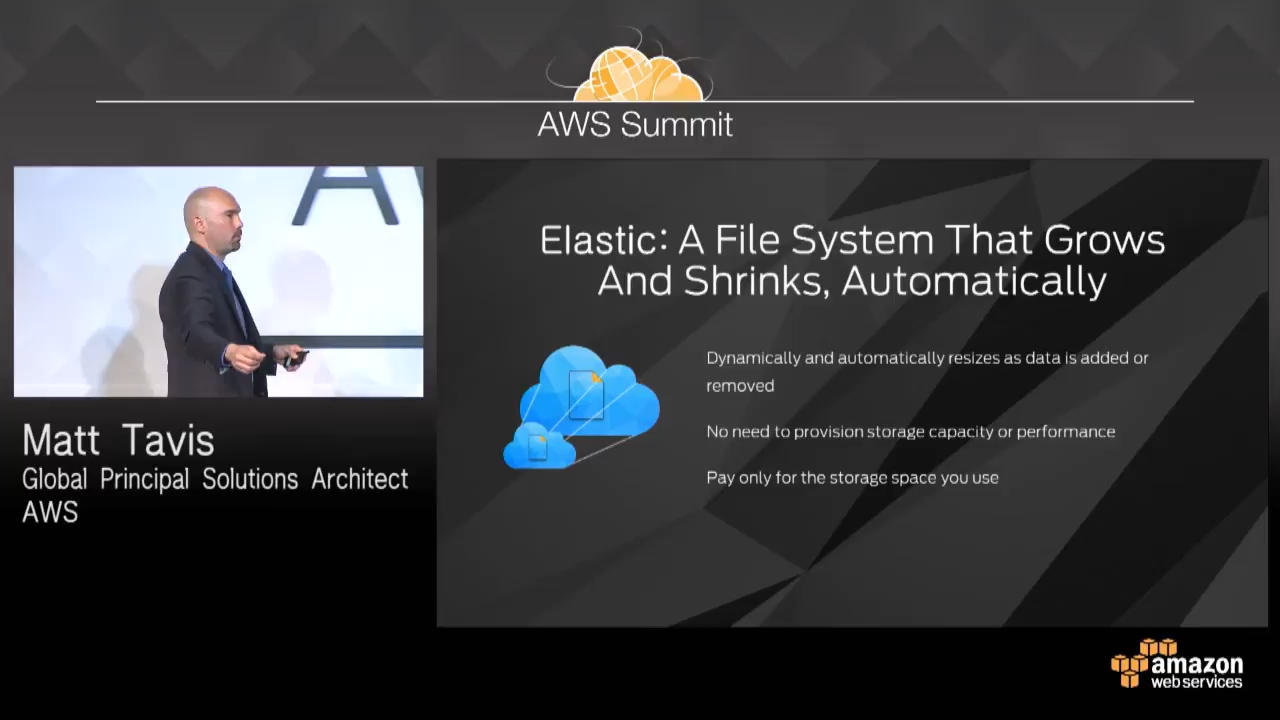 AWS Summit
Elastic: A File System That Grows
And Shrinks, Automatically
Dynamically and automatically resizes as data is added or
removed
No need to provision storage capacity or performance
Pay only for the storage space you use
Matt Tavis
Global Principal Solutions Architect
AWS
amazon
web services